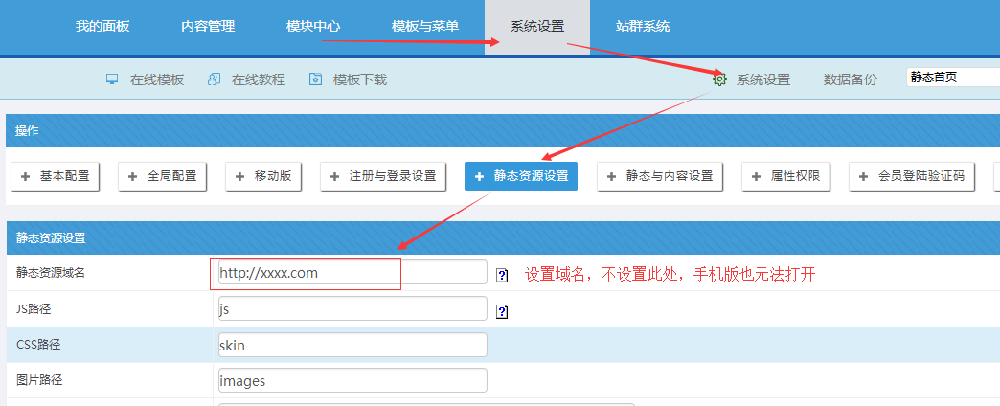 我的面板 内容管理 模块中心 模板与菜单 系统设置 站群系统
在线模板 在线教程 模板下载 系统设置 数据备份 静态首页
操作
基本配置 全局配置 移动版 注册与登录设置 静态资源设置 静态与内容设置 属性权限 会员登陆验证码
静态资源设置
静态资源域名 http://xxxx.com ? 设置域名，不设置此处，手机版也无法打开
JS路径 js ?
CSS路径 skin
图片路径 images